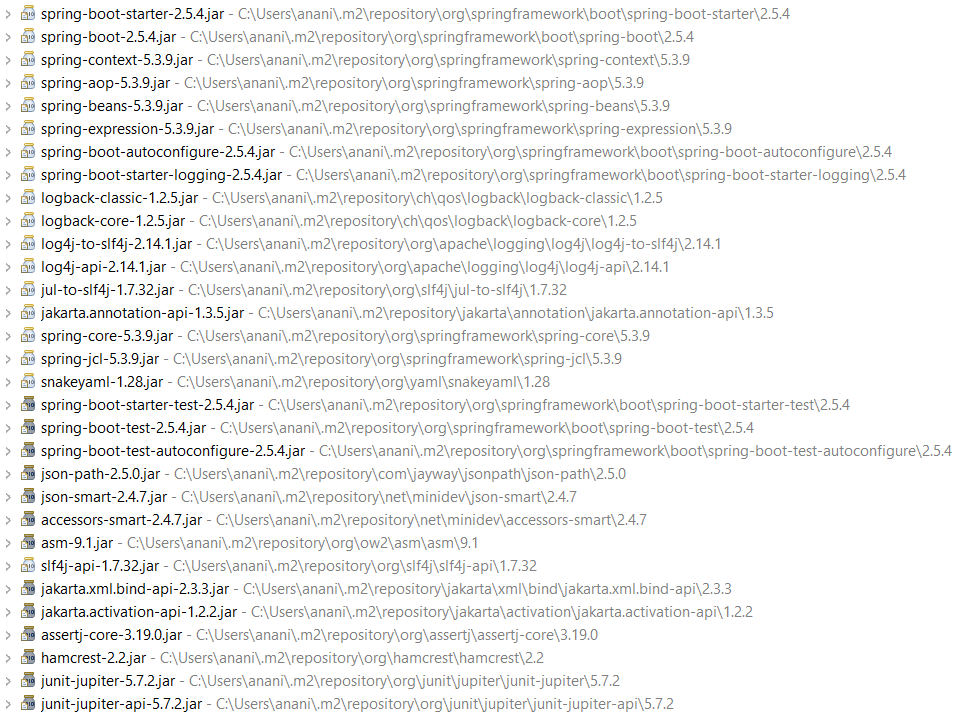 spring-boot-starter-2.5.4.jar - C:\Users\anani\.m2\repository\org\springframework\boot\spring-boot-starter\2.5.4
spring-boot-2.5.4.jar - C:\Users\anani\.m2\repository\org\springframework\boot\spring-boot\2.5.4
spring-context-5.3.9.jar - C:\Users\anani\.m2\repository\org\springframework\spring-context\5.3.9
spring-aop-5.3.9.jar - C:\Users\anani\.m2\repository\org\springframework\spring-aop\5.3.9
spring-beans-5.3.9.jar - C:\Users\anani\.m2\repository\org\springframework\spring-beans\5.3.9
spring-expression-5.3.9.jar - C:\Users\anani\.m2\repository\org\springframework\spring-expression\5.3.9
spring-boot-autoconfigure-2.5.4.jar - C:\Users\anani\.m2\repository\org\springframework\boot\spring-boot-autoconfigure\2.5.4
spring-boot-starter-logging-2.5.4.jar - C:\Users\anani\.m2\repository\org\springframework\boot\spring-boot-starter-logging\2.5.4
logback-classic-1.2.5.jar - C:\Users\anani\.m2\repository\ch\qos\logback\logback-classic\1.2.5
logback-core-1.2.5.jar - C:\Users\anani\.m2\repository\ch\qos\logback\logback-core\1.2.5
log4j-to-slf4j-2.14.1.jar - C:\Users\anani\.m2\repository\org\apache\logging\log4j\log4j-to-slf4j\2.14.1
log4j-api-2.14.1.jar - C:\Users\anani\.m2\repository\org\apache\logging\log4j\log4j-api\2.14.1
jul-to-slf4j-1.7.32.jar - C:\Users\anani\.m2\repository\org\slf4j\jul-to-slf4j\1.7.32
jakarta.annotation-api-1.3.5.jar - C:\Users\anani\.m2\repository\jakarta\annotation\jakarta.annotation-api\1.3.5
spring-core-5.3.9.jar - C:\Users\anani\.m2\repository\org\springframework\spring-core\5.3.9
spring-jcl-5.3.9.jar - C:\Users\anani\.m2\repository\org\springframework\spring-jcl\5.3.9
snakeyaml-1.28.jar - C:\Users\anani\.m2\repository\org\yaml\snakeyaml\1.28
spring-boot-starter-test-2.5.4.jar - C:\Users\anani\.m2\repository\org\springframework\boot\spring-boot-starter-test\2.5.4
spring-boot-test-2.5.4.jar - C:\Users\anani\.m2\repository\org\springframework\boot\spring-boot-test\2.5.4
spring-boot-test-autoconfigure-2.5.4.jar - C:\Users\anani\.m2\repository\org\springframework\boot\spring-boot-test-autoconfigure\2.5.4
json-path-2.5.0.jar - C:\Users\anani\.m2\repository\com\jayway\jsonpath\json-path\2.5.0
json-smart-2.4.7.jar - C:\Users\anani\.m2\repository\net\minidev\json-smart\2.4.7
accessors-smart-2.4.7.jar - C:\Users\anani\.m2\repository\net\minidev\accessors-smart\2.4.7
asm-9.1.jar - C:\Users\anani\.m2\repository\org\ow2\asm\asm\9.1
slf4j-api-1.7.32.jar - C:\Users\anani\.m2\repository\org\slf4j\slf4j-api\1.7.32
jakarta.xml.bind-api-2.3.3.jar - C:\Users\anani\.m2\repository\jakarta\xml\bind\jakarta.xml.bind-api\2.3.3
jakarta.activation-api-1.2.2.jar - C:\Users\anani\.m2\repository\jakarta\activation\jakarta.activation-api\1.2.2
assertj-core-3.19.0.jar - C:\Users\anani\.m2\repository\org\assertj\assertj-core\3.19.0
hamcrest-2.2.jar - C:\Users\anani\.m2\repository\org\hamcrest\hamcrest\2.2
junit-jupiter-5.7.2.jar - C:\Users\anani\.m2\repository\org\junit\jupiter\junit-jupiter\5.7.2
junit-jupiter-api-5.7.2.jar - C:\Users\anani\.m2\repository\org\junit\jupiter\junit-jupiter-api\5.7.2